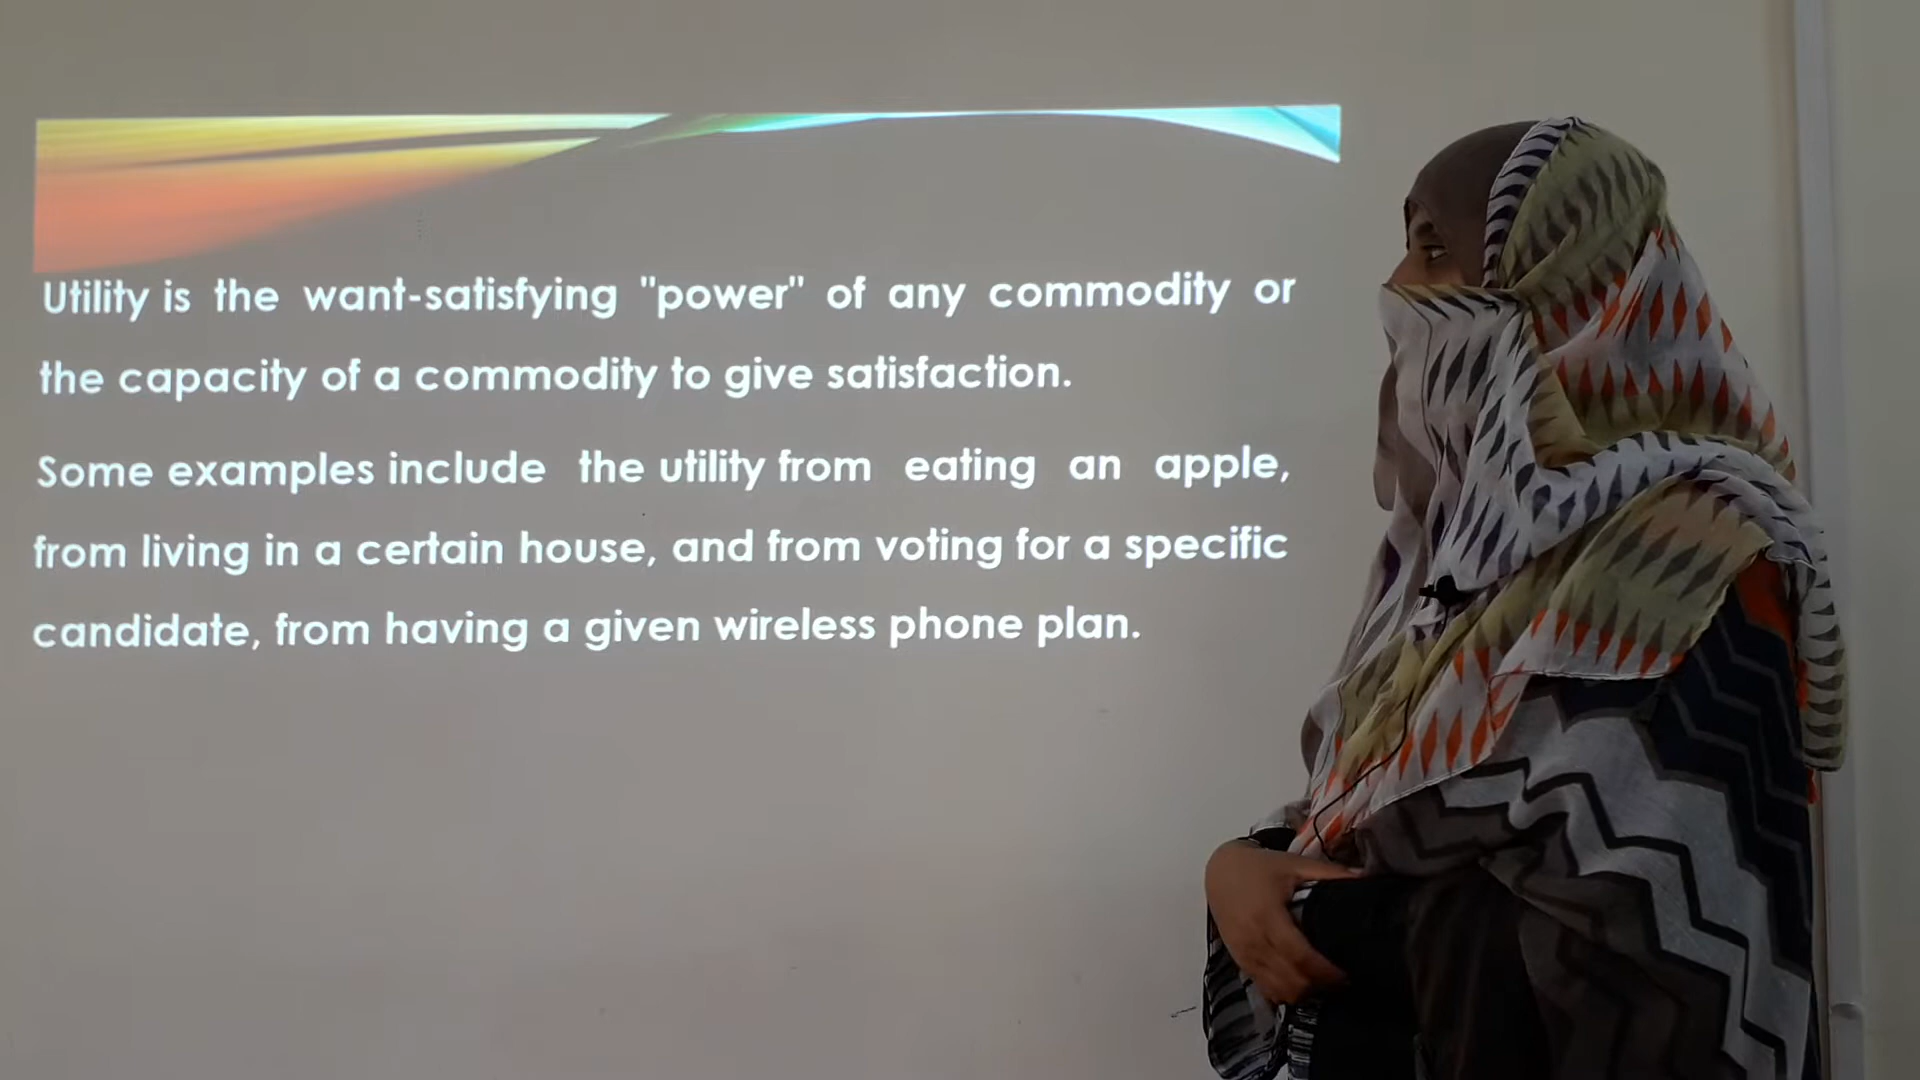 Utility is the want-satisfying "power" of any commodity or
the capacity of a commodity to give satisfaction.
Some examples include the utility from eating an apple,
from living in a certain house, and from voting for a specific
candidate, from having a given wireless phone plan.